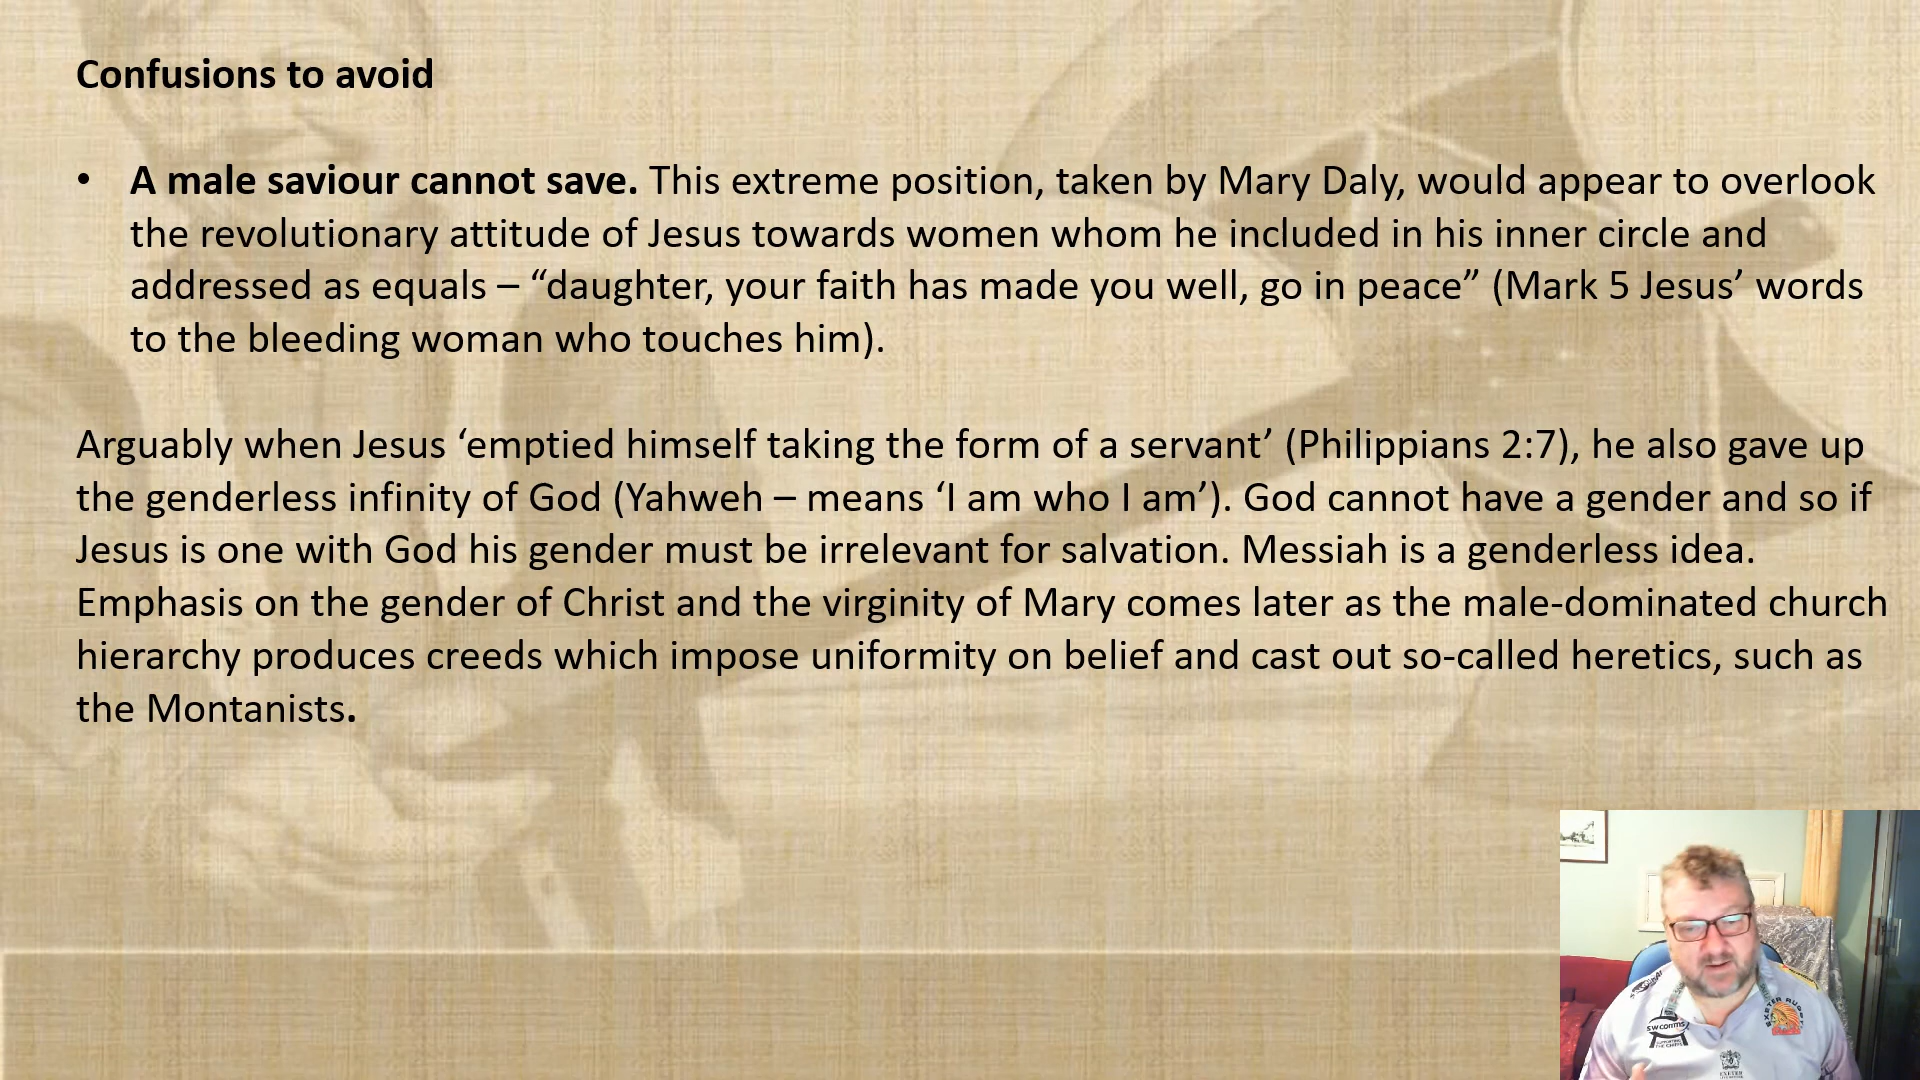 Confusions to avoid
• A male saviour cannot save. This extreme position, taken by Mary Daly, would appear to overlook
the revolutionary attitude of Jesus towards women whom he included in his inner circle and
addressed as equals – “daughter, your faith has made you well, go in peace” (Mark 5 Jesus’ words
to the bleeding woman who touches him).
Arguably when Jesus ‘emptied himself taking the form of a servant’ (Philippians 2:7), he also gave up
the genderless infinity of God (Yahweh – means ‘I am who I am’). God cannot have a gender and so if
Jesus is one with God his gender must be irrelevant for salvation. Messiah is a genderless idea.
Emphasis on the gender of Christ and the virginity of Mary comes later as the male-dominated church
hierarchy produces creeds which impose uniformity on belief and cast out so-called heretics, such as
the Montanists.
SW COMMS